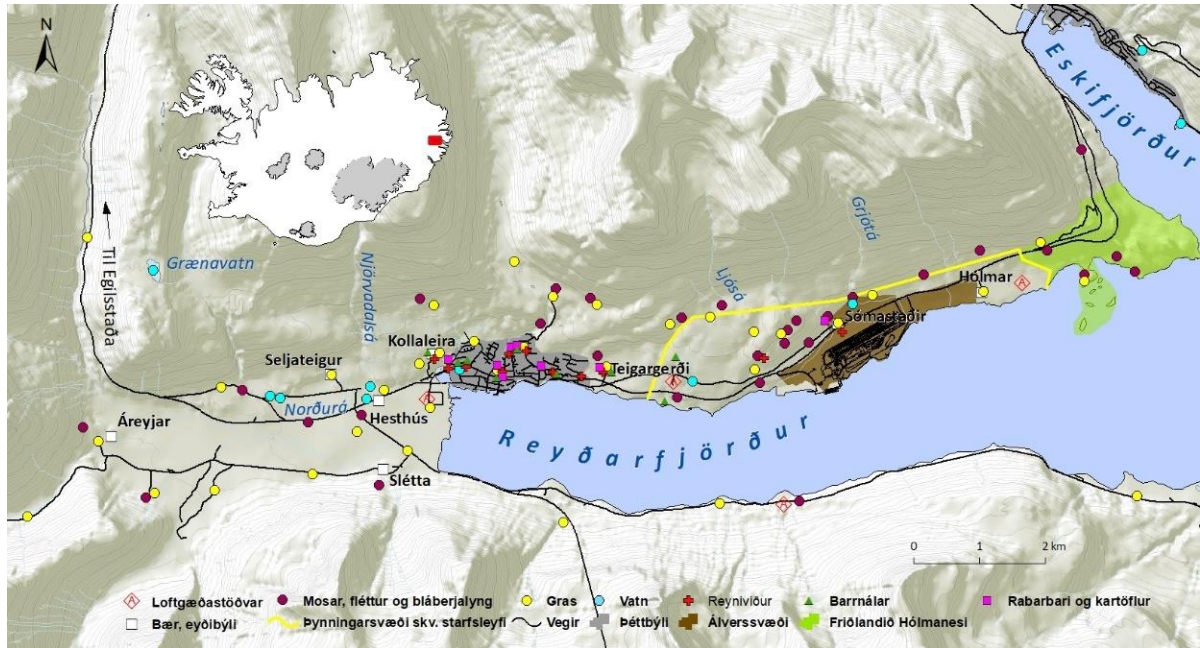 N
Eskifjörður
Til Egilsstaða
Grænavatn
Njörvadalsá
Ljósá
Grjótá
Hólmar
Sómastaðir
Kollaleira
Seljateigur
Teigargerði
Norðurá
Hesthús
Áreyjar
Reyðarfjörður
Slétta
0 1 2 km
A Loftgæðastöðvar Mosar, fléttur og bláberjalyng Gras Vatn Reyniviður Barrnálar Rabarbari og kartöflur
Bær, eyðibýli Þynningarsvæði skv. starfsleyfi Vegir Þéttbýli Álverssvæði Friðlandið Hólmanesi